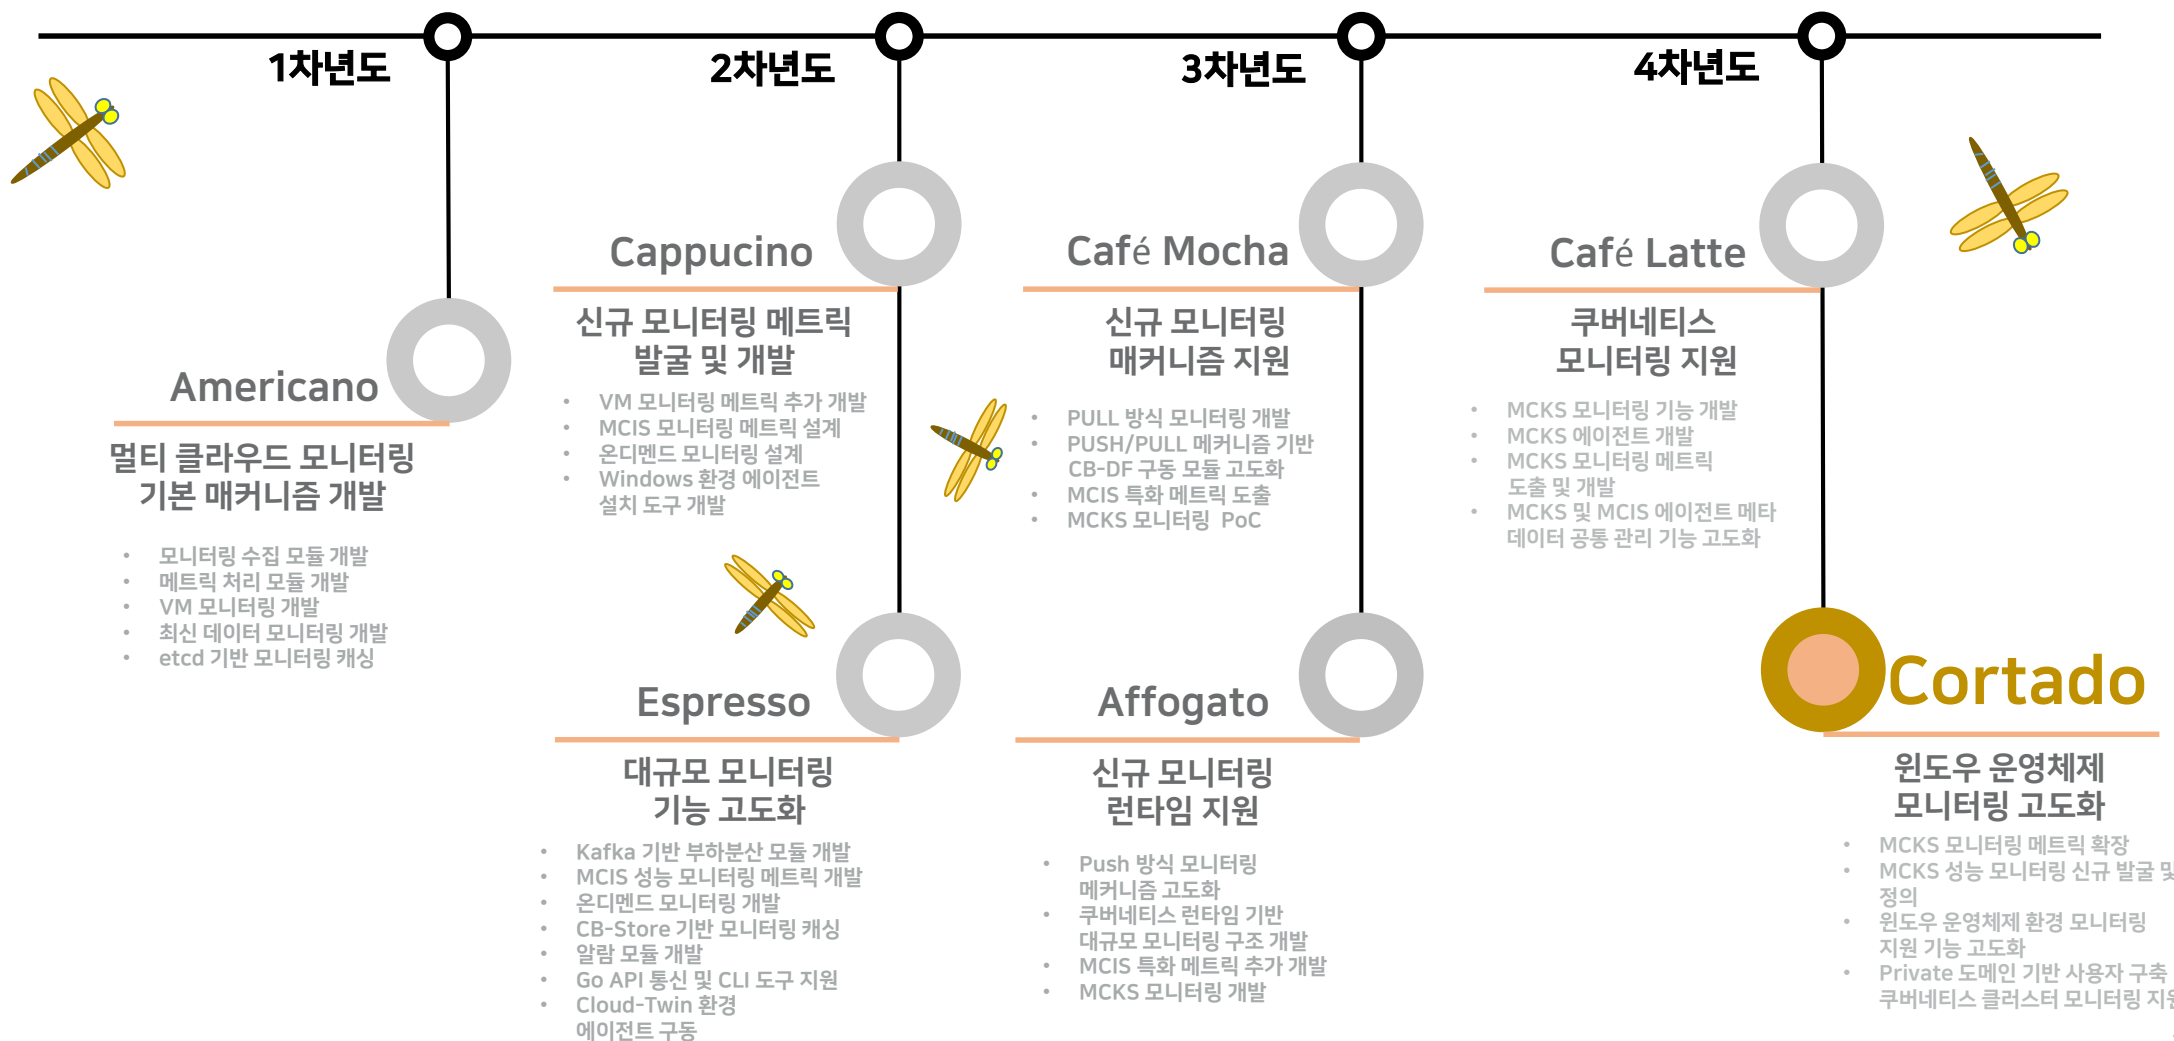 1차년도
2차년도
3차년도
4차년도
Americano
멀티 클라우드 모니터링
기본 매커니즘 개발
• 모니터링 수집 모듈 개발
• 메트릭 처리 모듈 개발
• VM 모니터링 개발
• 최신 데이터 모니터링 개발
• etcd 기반 모니터링 캐싱
Cappucino
신규 모니터링 메트릭
발굴 및 개발
• VM 모니터링 메트릭 추가 개발
• MCIS 모니터링 메트릭 설계
• 온디멘드 모니터링 설계
• Windows 환경 에이전트
설치 도구 개발
Espresso
대규모 모니터링
기능 고도화
• Kafka 기반 부하분산 모듈 개발
• MCIS 성능 모니터링 메트릭 개발
• 온디멘드 모니터링 개발
• CB-Store 기반 모니터링 캐싱
• 알람 모듈 개발
• Go API 통신 및 CLI 도구 지원
• Cloud-Twin 환경
에이전트 구동
Café Mocha
신규 모니터링
매커니즘 지원
• PULL 방식 모니터링 개발
• PUSH/PULL 메커니즘 기반
CB-DF 구동 모듈 고도화
• MCIS 특화 메트릭 도출
• MCKS 모니터링 PoC
Affogato
신규 모니터링
런타임 지원
• Push 방식 모니터링
메커니즘 고도화
• 쿠버네티스 런타임 기반
대규모 모니터링 구조 개발
• MCIS 특화 메트릭 추가 개발
• MCKS 모니터링 개발
Café Latte
쿠버네티스
모니터링 지원
• MCKS 모니터링 기능 개발
• MCKS 에이전트 개발
• MCKS 모니터링 메트릭
도출 및 개발
• MCKS 및 MCIS 에이전트 메타
데이터 공통 관리 기능 고도화
Cortado
윈도우 운영체제
모니터링 고도화
• MCKS 모니터링 메트릭 확장
• MCKS 성능 모니터링 신규 발굴 및
정의
• 윈도우 운영체제 환경 모니터링
지원 기능 고도화
• Private 도메인 기반 사용자 구축
쿠버네티스 클러스터 모니터링 지원